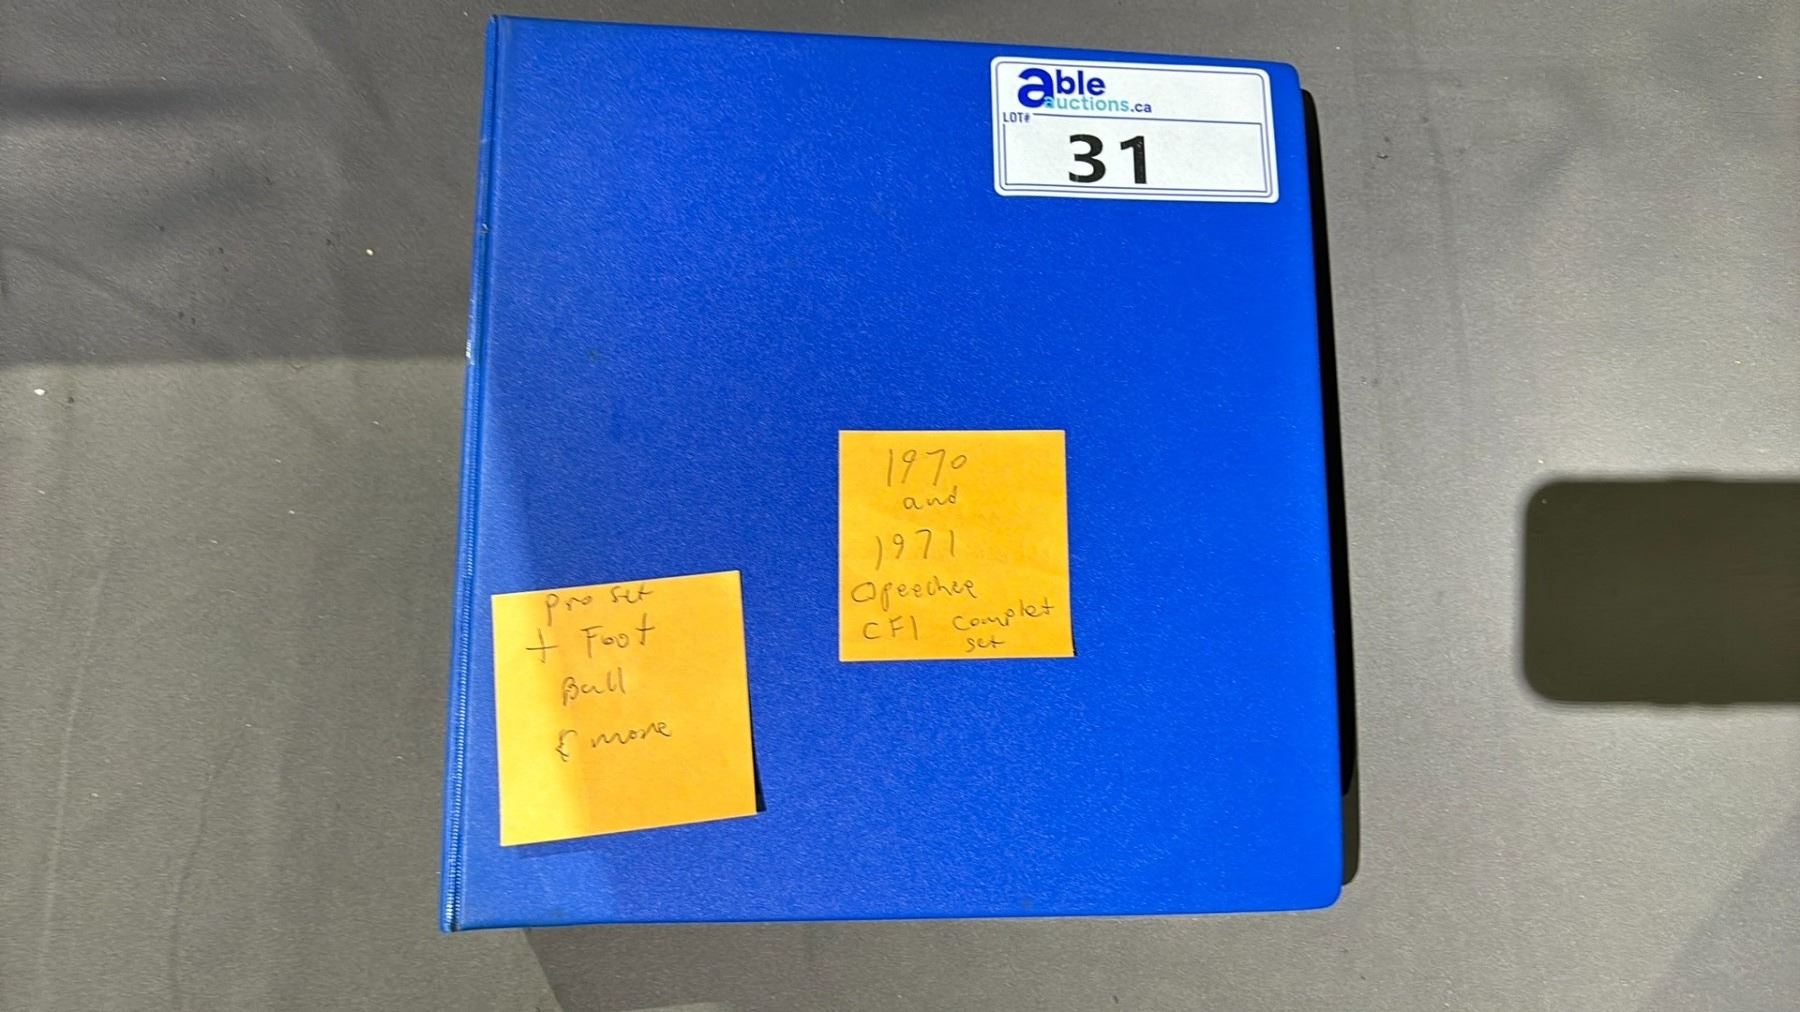 able
auctions.ca
LOT#
31
1970
and
1971
Opeechee
CFl complet
set
pro set
+ Foot
Ball
& more